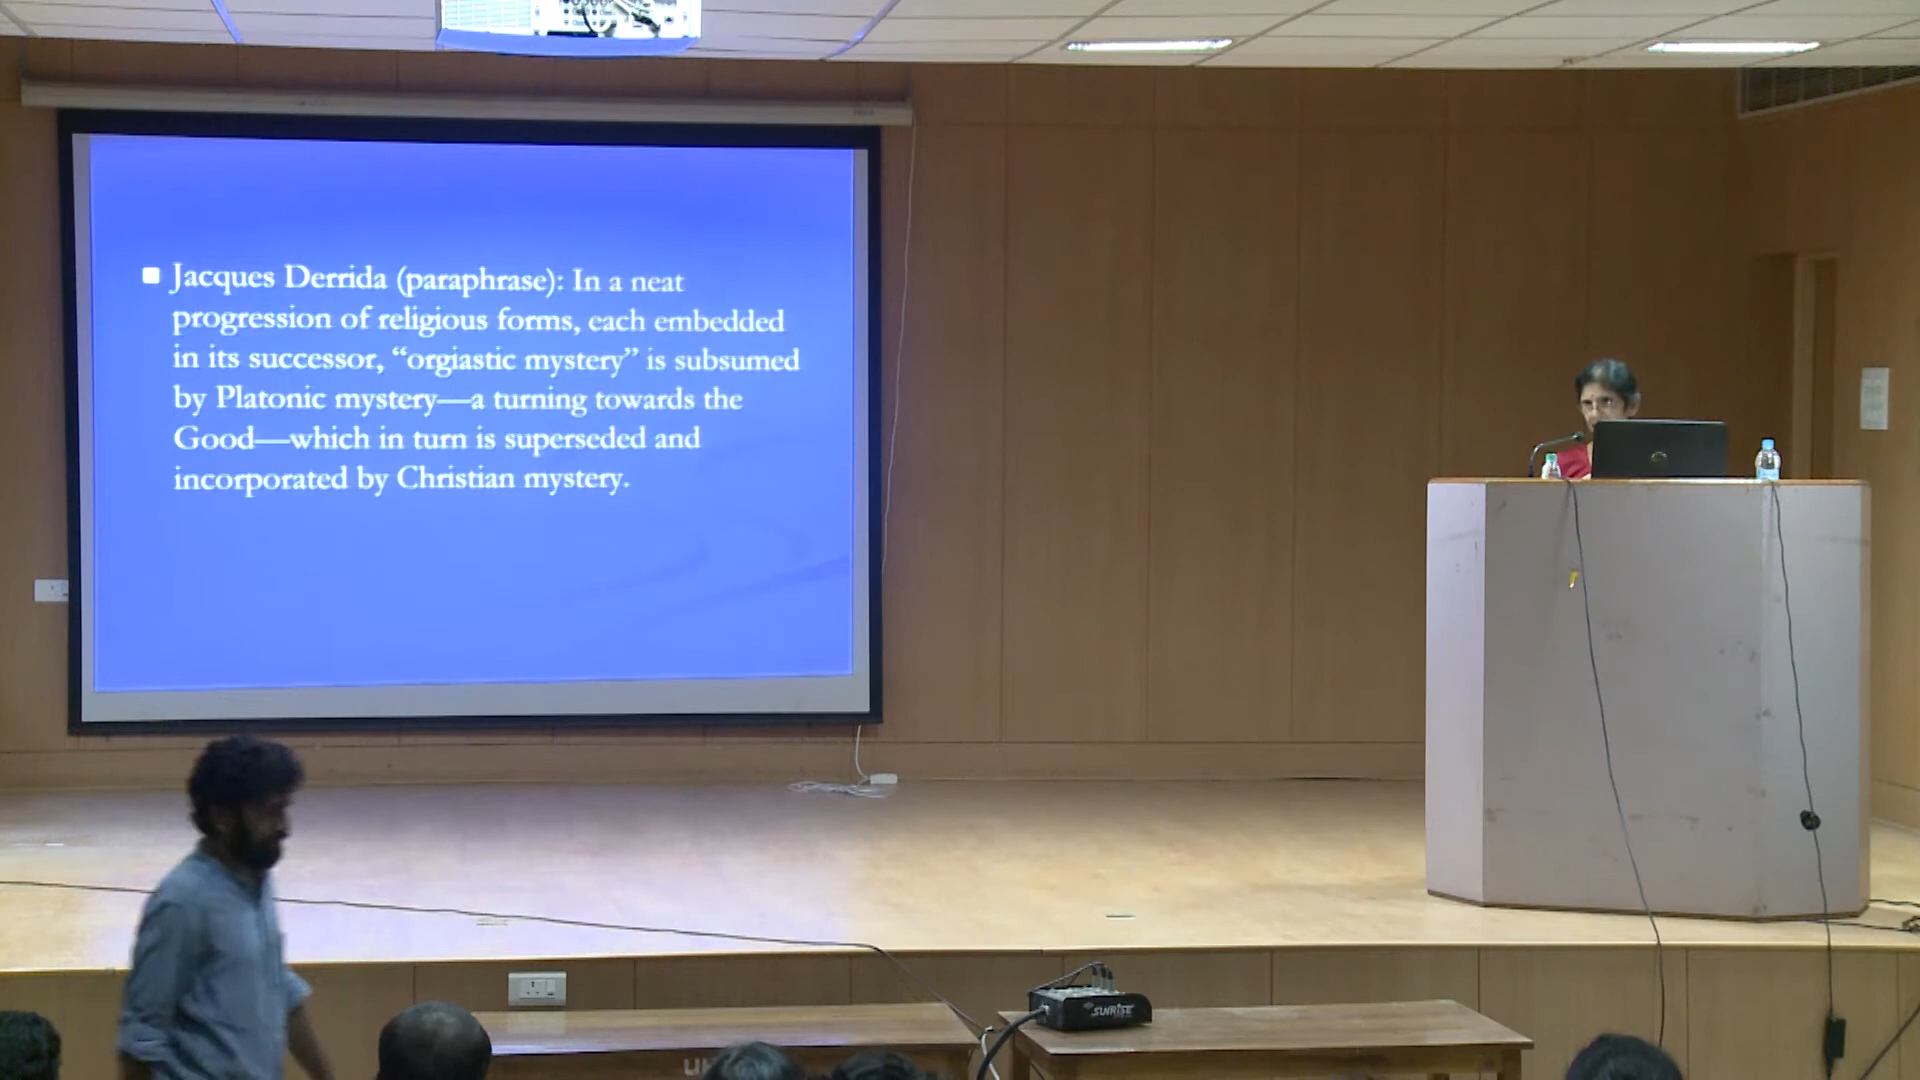 Jacques Derrida (paraphrase): In a neat
progression of religious forms, each embedded
in its successor, “orgiastic mystery” is subsumed
by Platonic mystery—a turning towards the
Good—which in turn is superseded and
incorporated by Christian mystery.
SUNRISE